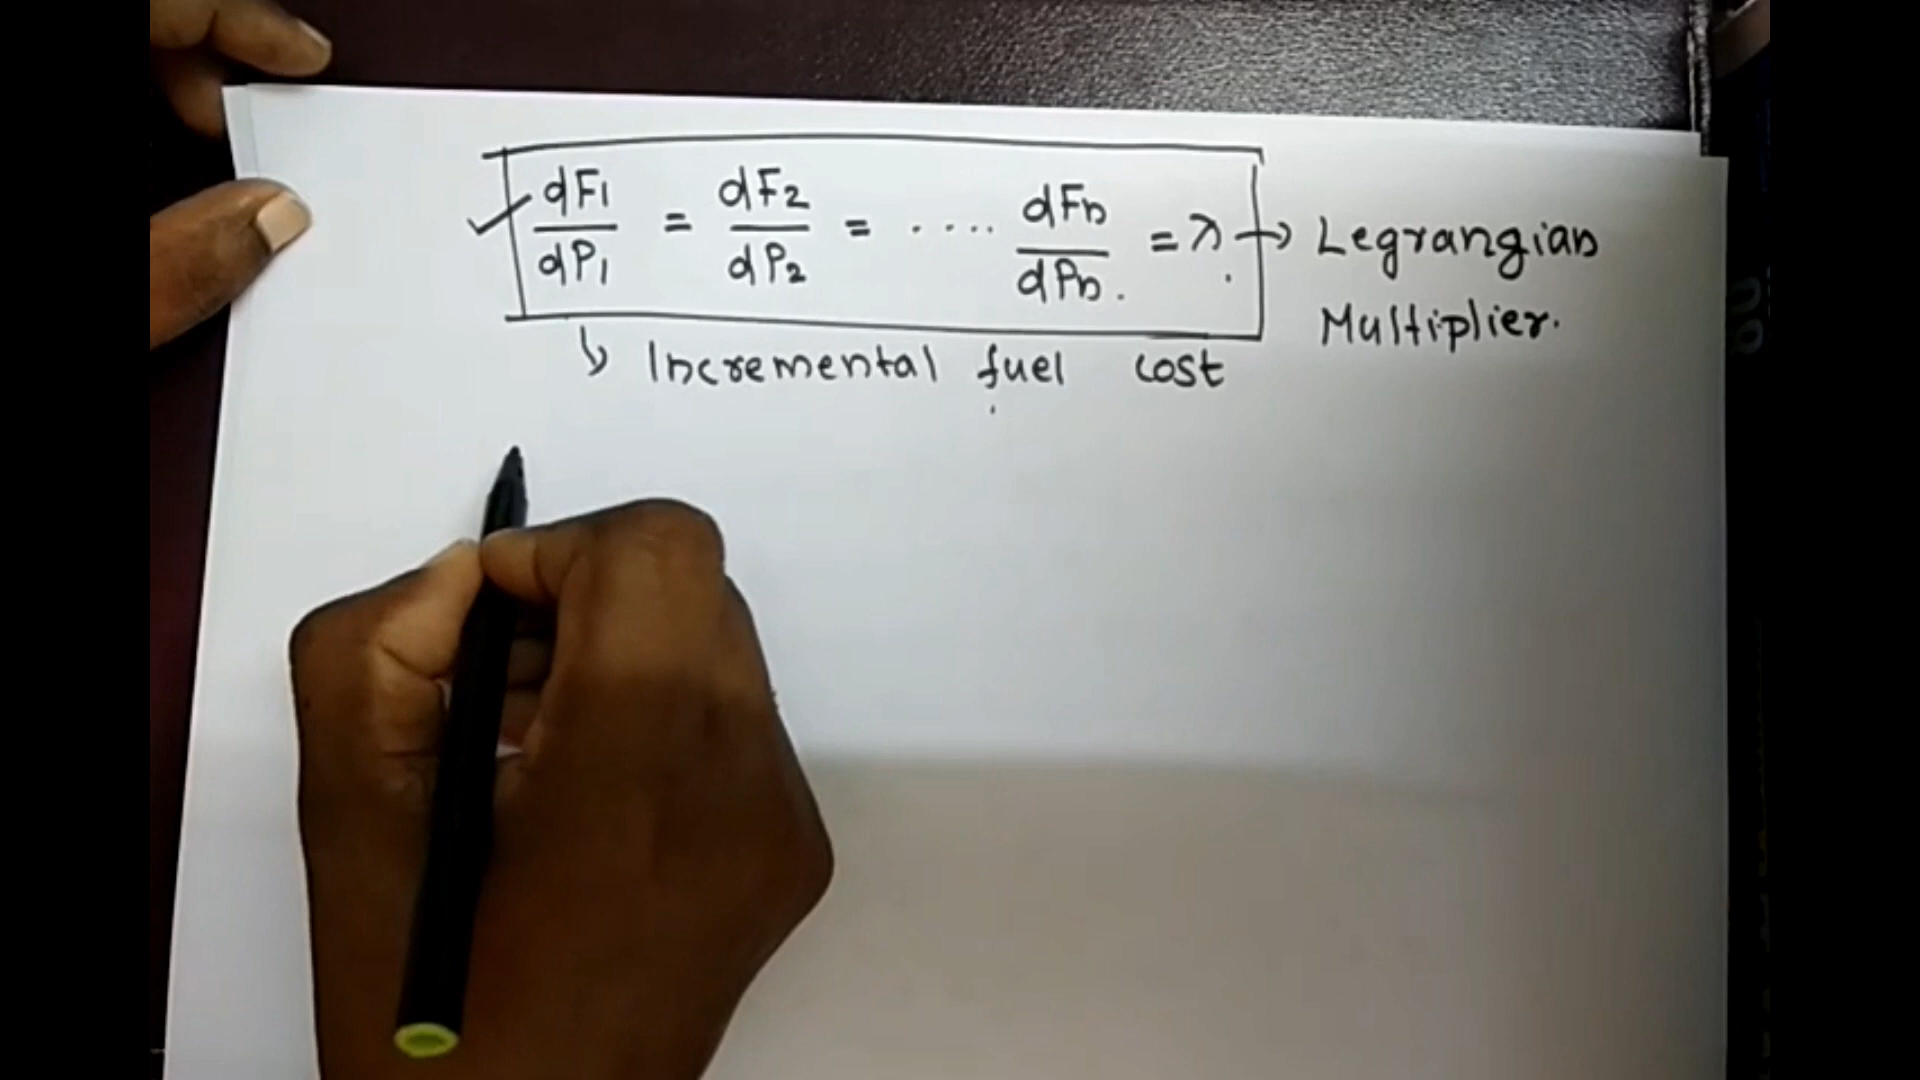 dF1/dP1 = dF2/dP2 = .... dFn/dPn. = λ. → Legrangian
Multiplier.
↳ Incremental fuel cost